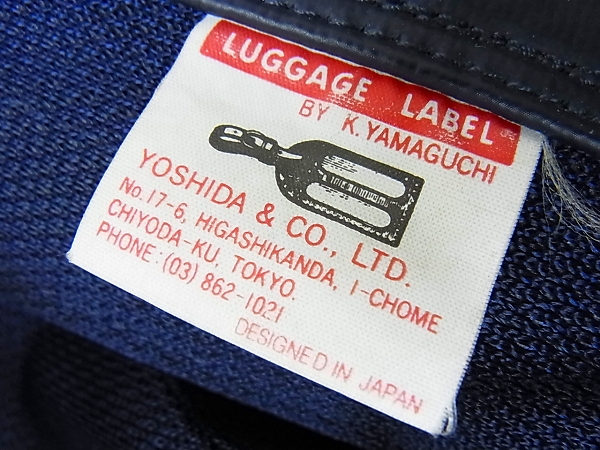 LUGGAGE LABEL
BY K.YAMAGUCHI
YOSHIDA & CO., LTD.
No.17-6, HIGASHIKANDA, 1-CHOME
CHIYODA-KU, TOKYO.
PHONE:(03) 862-1021
DESIGNED IN JAPAN